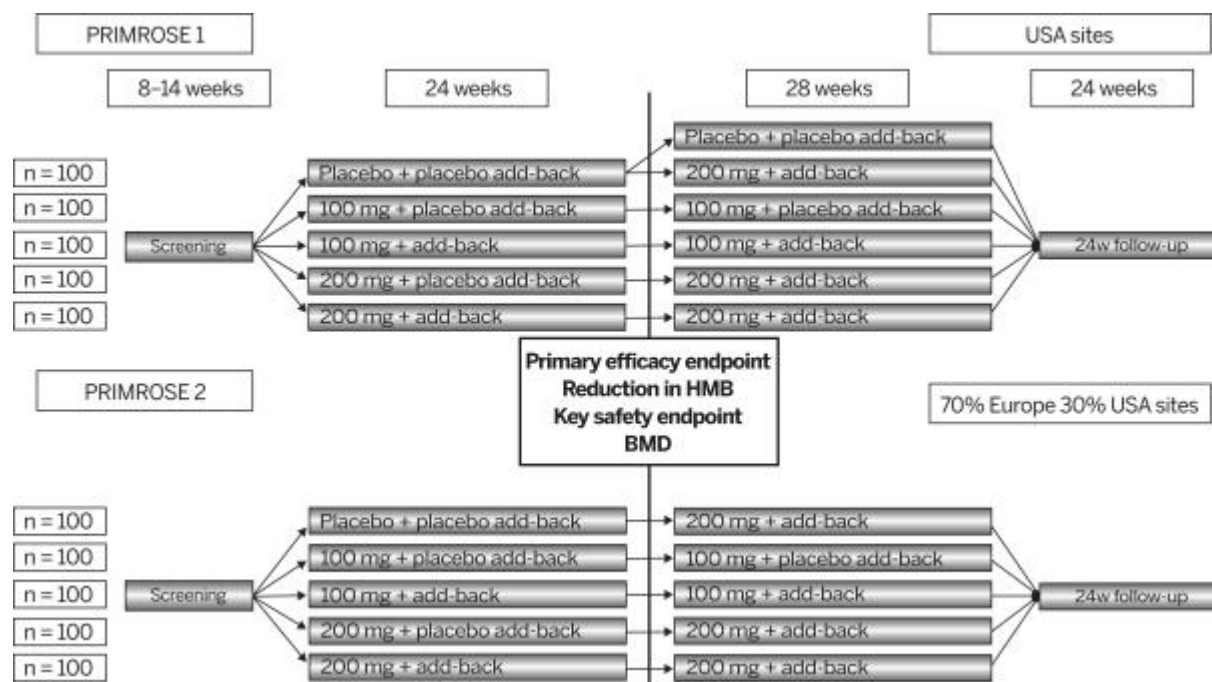 PRIMROSE 1
USA sites
8–14 weeks
24 weeks
28 weeks
24 weeks
Placebo + placebo add-back
n = 100
Placebo + placebo add-back
200 mg + add-back
n = 100
100 mg + placebo add-back
100 mg + placebo add-back
n = 100
Screening
100 mg + add-back
100 mg + add-back
24w follow-up
n = 100
200 mg + placebo add-back
200 mg + add-back
n = 100
200 mg + add-back
200 mg + add-back
Primary efficacy endpoint
Reduction in HMB
Key safety endpoint
BMD
PRIMROSE 2
70% Europe 30% USA sites
n = 100
Placebo + placebo add-back
200 mg + add-back
n = 100
100 mg + placebo add-back
100 mg + placebo add-back
n = 100
Screening
100 mg + add-back
100 mg + add-back
24w follow-up
n = 100
200 mg + placebo add-back
200 mg + add-back
n = 100
200 mg + add-back
200 mg + add-back